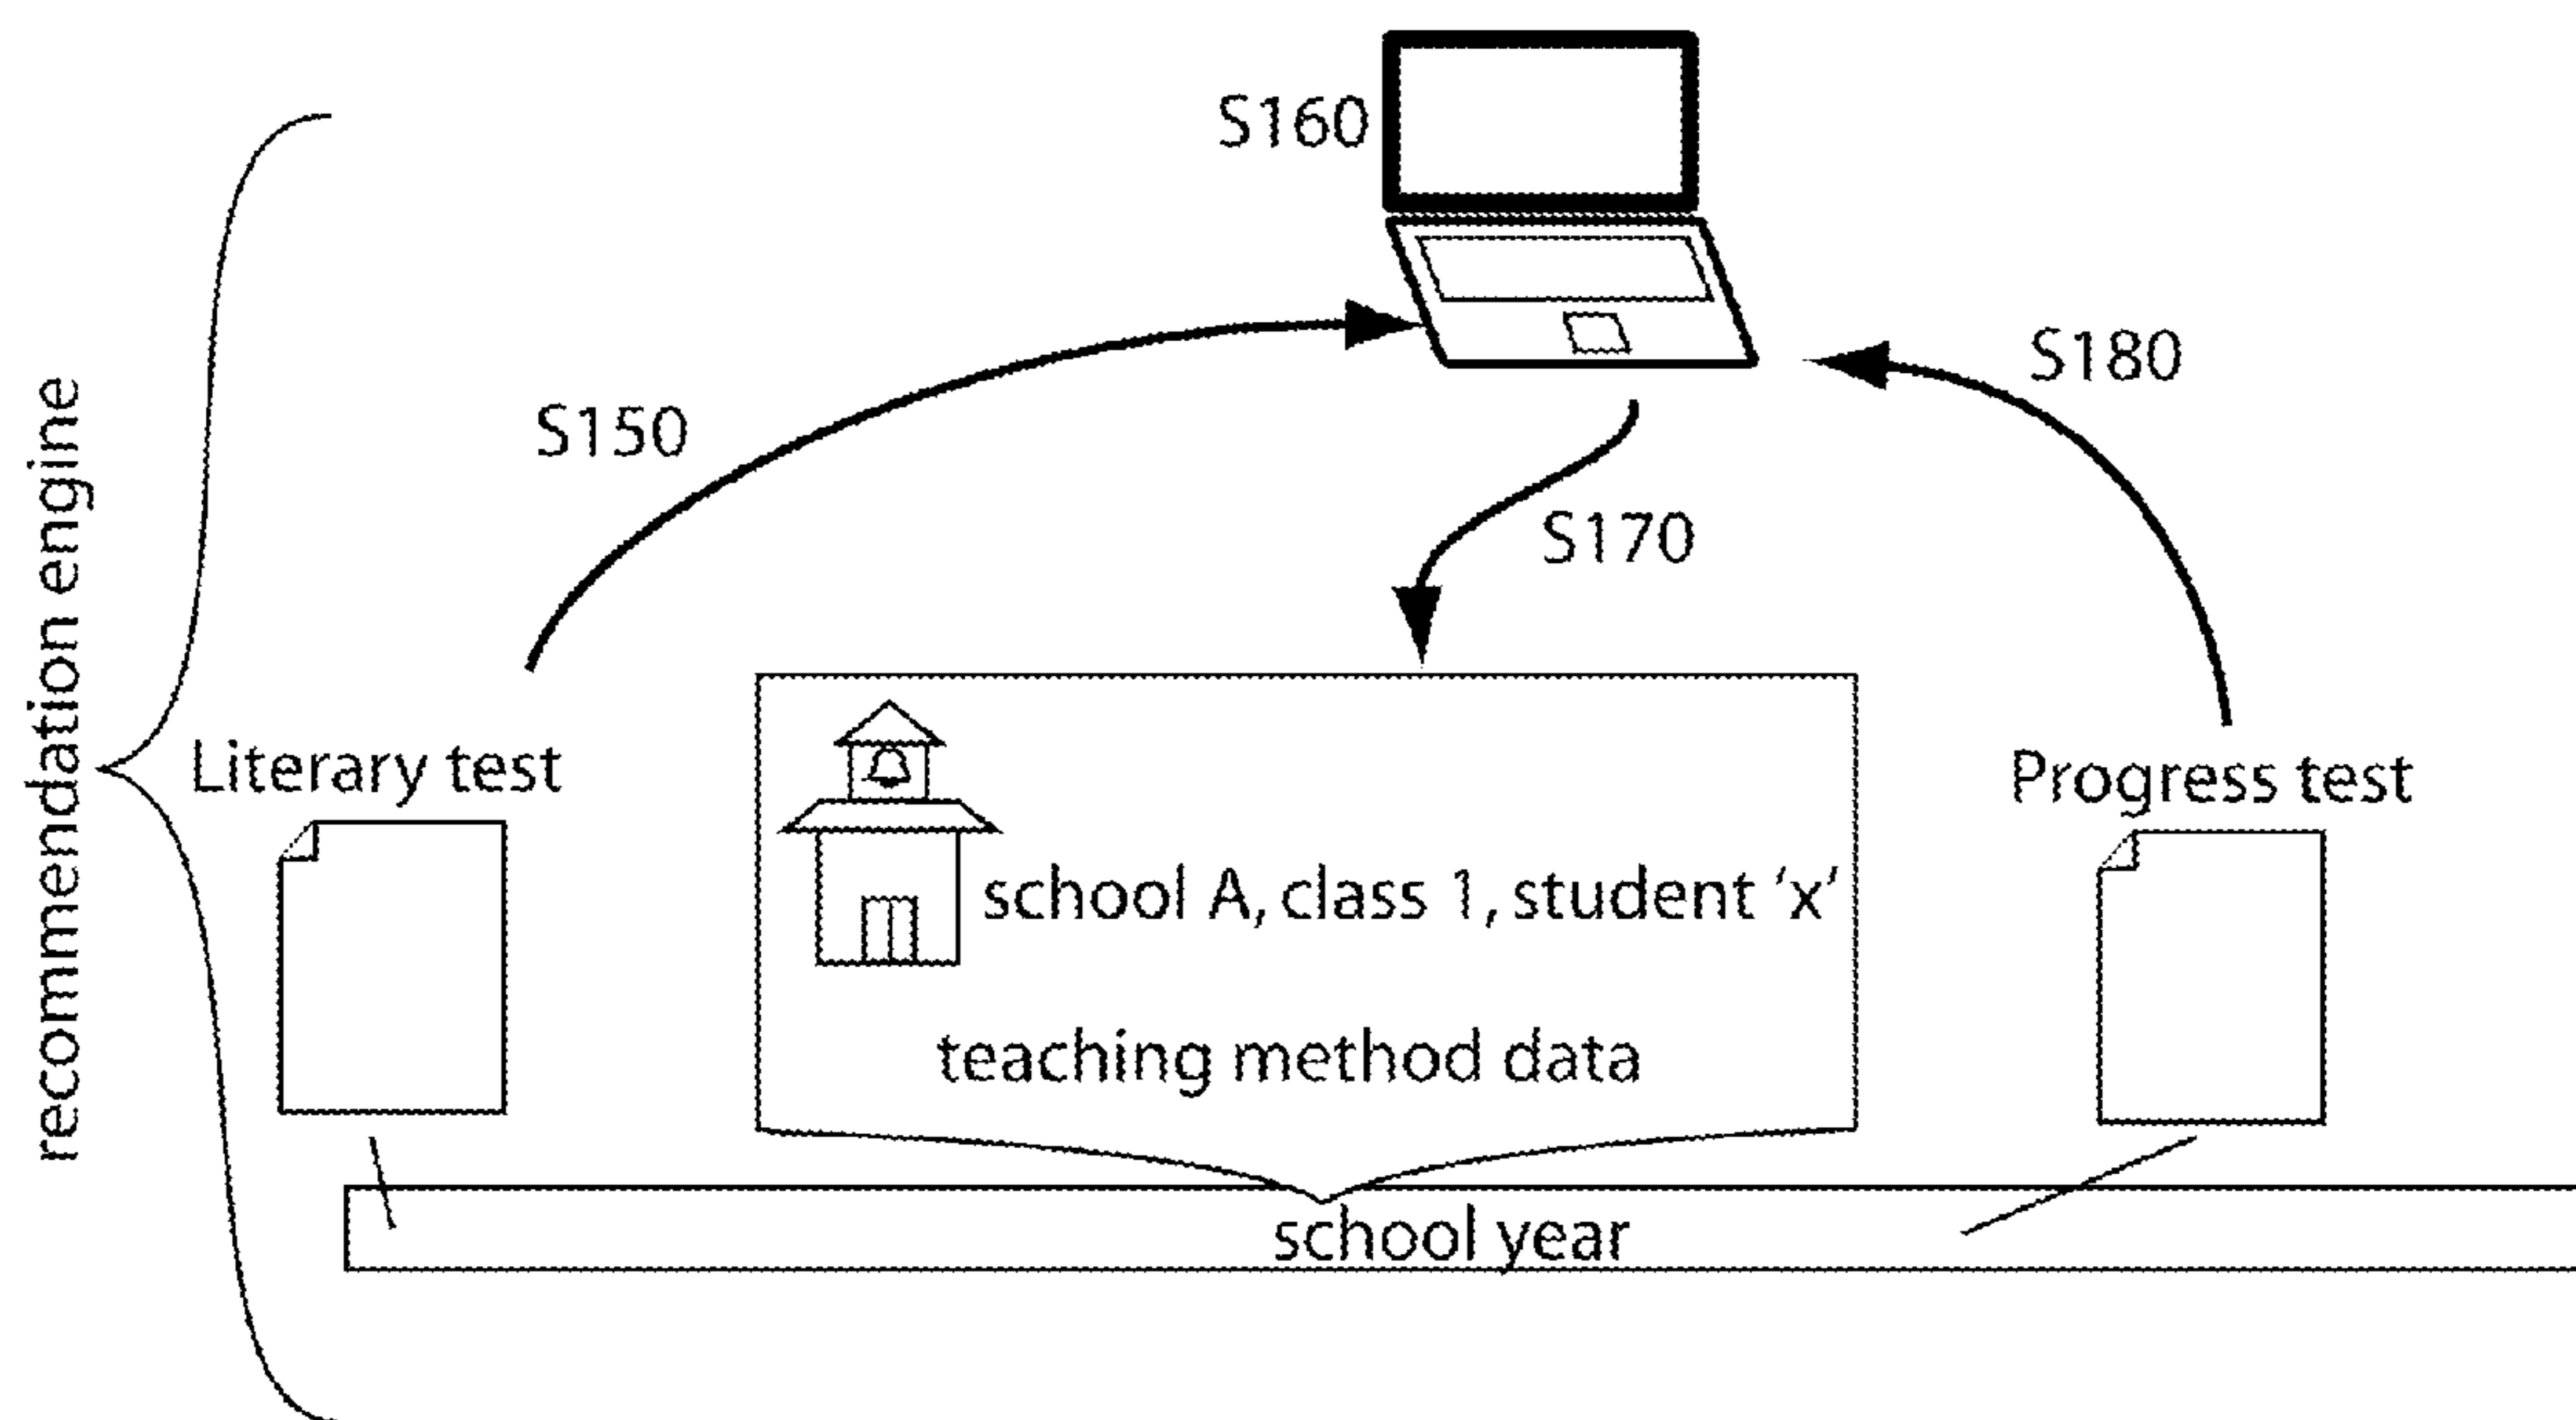 recommendation engine
S160
S150
S180
S170
Literary test
Progress test
school A, class 1, student ‘x’
teaching method data
school year